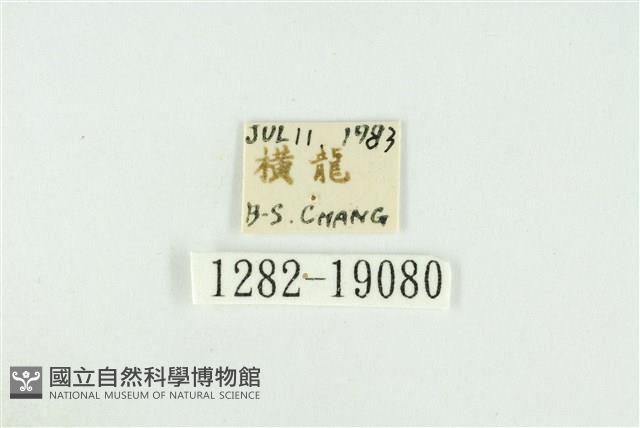 JUL 11, 1983
橫龍
B-S. CHANG
1282-19080
國立自然科學博物館
NATIONAL MUSEUM OF NATURAL SCIENCE